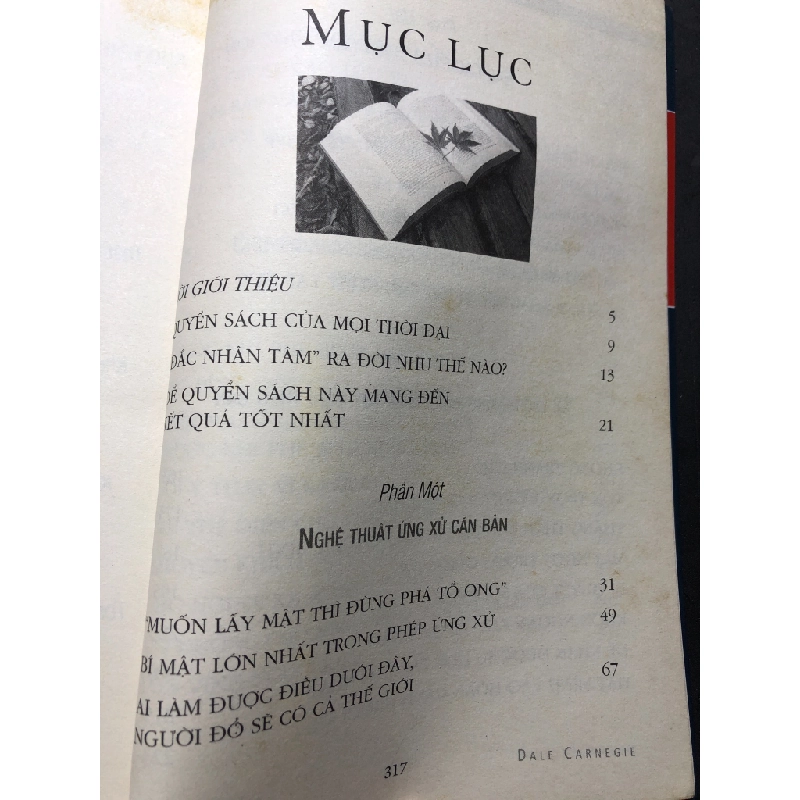 MỤC LỤC
LỜI GIỚI THIỆU 5
QUYỂN SÁCH CỦA MỌI THỜI ĐẠI 9
ĐẮC NHÂN TÂM” RA ĐỜI NHƯ THẾ NÀO? 13
ĐỂ QUYỂN SÁCH NÀY MANG ĐẾN
KẾT QUẢ TỐT NHẤT 21
Phần Một
NGHỆ THUẬT ỨNG XỬ CĂN BẢN
“MUỐN LẤY MẬT THÌ ĐỪNG PHÁ TỔ ONG” 31
BÍ MẬT LỚN NHẤT TRONG PHÉP ỨNG XỬ 49
AI LÀM ĐƯỢC ĐIỀU DƯỚI ĐÂY,
NGƯỜI ĐÓ SẼ CÓ CẢ THẾ GIỚI 67
317
DALE CARNEGIE